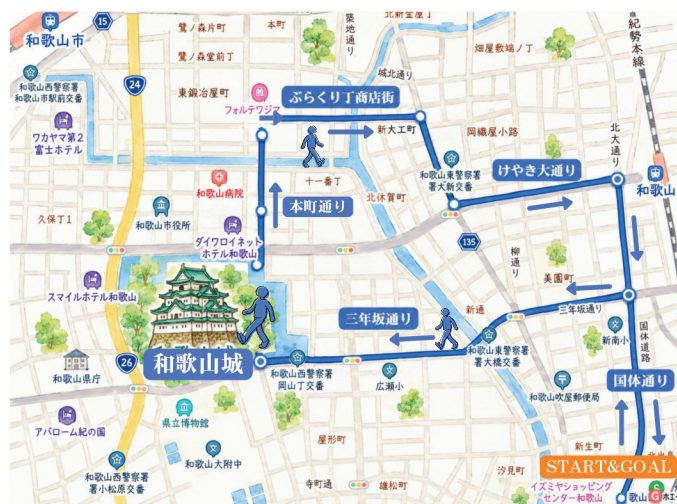 和歌山市
15
鷺ノ森片町
本町
築地通り
北新金屋丁
紀勢本線
鷺ノ森堂前丁
城北通り
畑屋敷端ノ丁
和歌山西警察署
和歌山市駅前交番
24
東鍛冶屋町
フォルテワジマ
ぶらくり丁商店街
新大工町
岡織屋小路
北大通り
ワカヤマ第2
富士ホテル
和歌山病院
十一番丁
和歌山東警察署
署大新交番
けやき大通り
和歌山
久保丁1
和歌山市役所
本町通り
北休賀町
ダイワロイネット
ホテル和歌山
135
柳通り
美園町
スマイルホテル和歌山
三年坂通り
新通
三年坂通り
和歌山城
和歌山東警察署
署大橋交番
国体道路
新南小
26
和歌山県庁
和歌山西警察署
岡山丁交番
広瀬小
国体通り
和歌山吹屋郵便局
アバローム紀の国
県立博物館
屋形町
新生町
和歌山大附中
START&GOAL
和歌山西警察署
署小松原交番
汐見町
寺町通
雄松町
イズミヤショッピング
センター和歌山
S
G